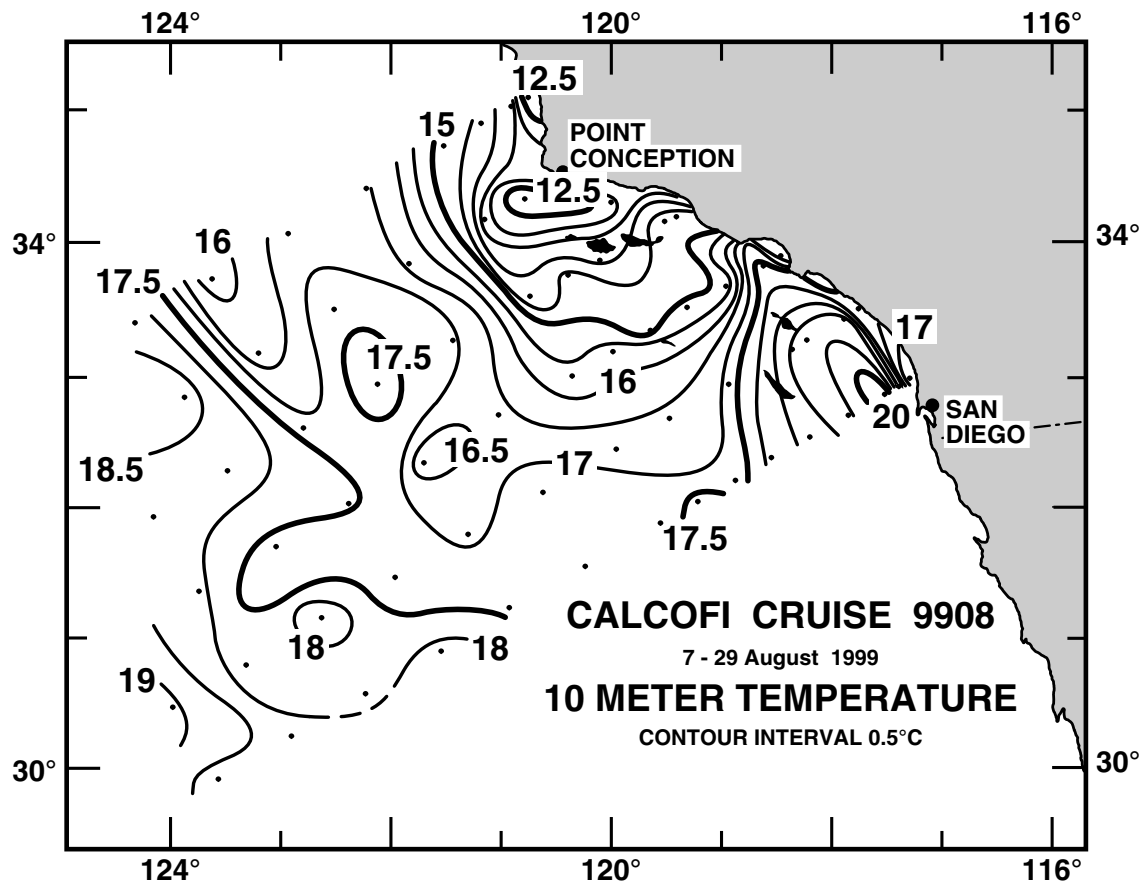 124° 120° 116°
12.5
15
POINT
CONCEPTION
12.5
34° 34°
16
17.5
17
17.5
16
20
SAN
DIEGO
16.5
17
18.5
17.5
CALCOFI CRUISE 9908
18 18
7 - 29 August 1999
19
10 METER TEMPERATURE
CONTOUR INTERVAL 0.5°C
30° 30°
124° 120° 116°